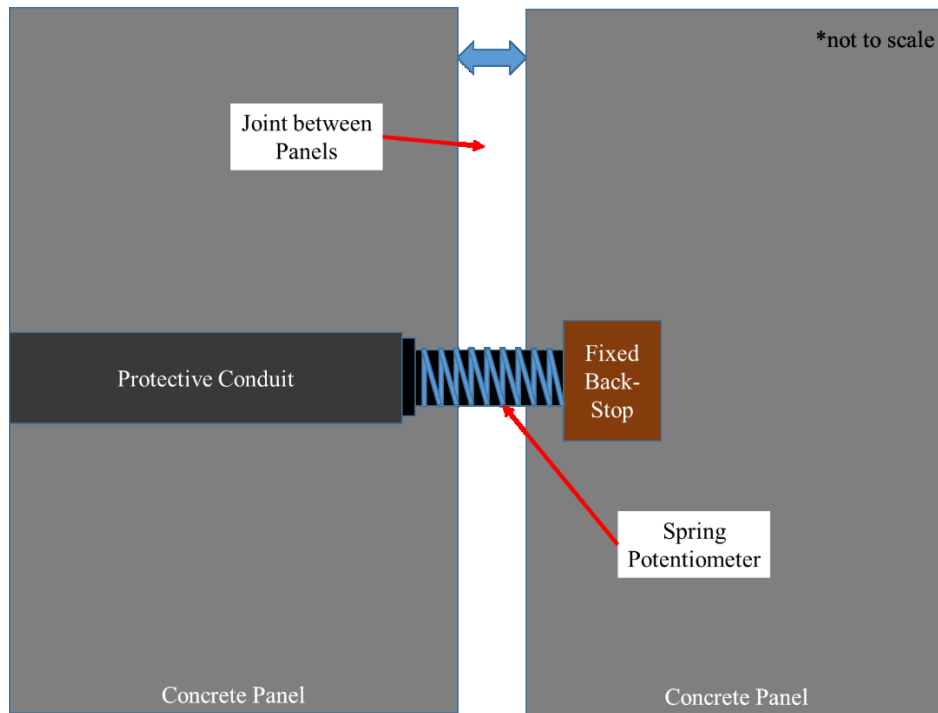 *not to scale
Joint between
Panels
Protective Conduit
Fixed
Back-
Stop
Spring
Potentiometer
Concrete Panel
Concrete Panel